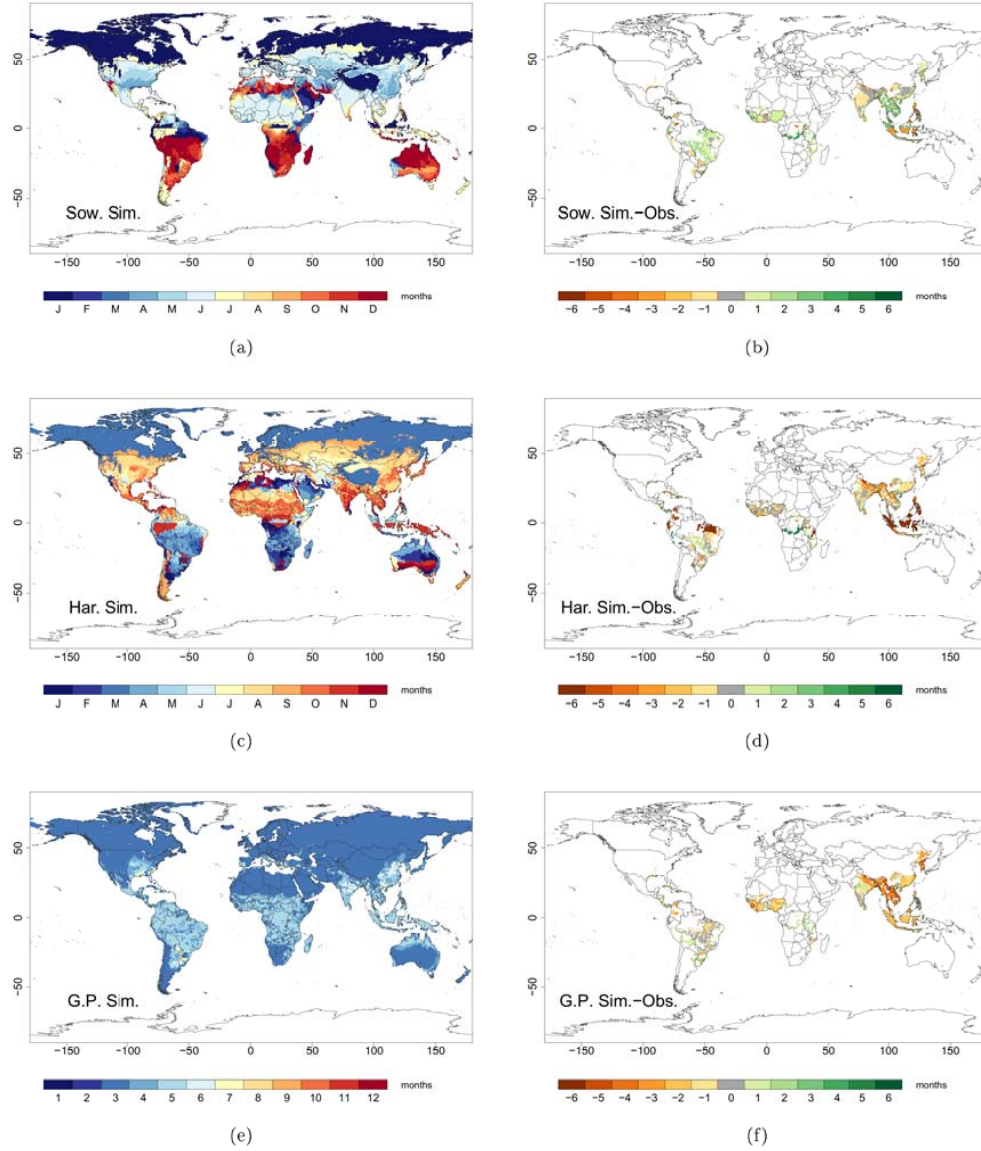 50
0
−50
Sow. Sim.
−150 −100 −50 0 50 100 150
months
J F M A M J J A S O N D
(a)
50
0
−50
Sow. Sim.−Obs.
−150 −100 −50 0 50 100 150
months
−6 −5 −4 −3 −2 −1 0 1 2 3 4 5 6
(b)
50
0
−50
Har. Sim.
−150 −100 −50 0 50 100 150
months
J F M A M J J A S O N D
(c)
50
0
−50
Har. Sim.−Obs.
−150 −100 −50 0 50 100 150
months
−6 −5 −4 −3 −2 −1 0 1 2 3 4 5 6
(d)
50
0
−50
G.P. Sim.
−150 −100 −50 0 50 100 150
months
1 2 3 4 5 6 7 8 9 10 11 12
(e)
50
0
−50
G.P. Sim.−Obs.
−150 −100 −50 0 50 100 150
months
−6 −5 −4 −3 −2 −1 0 1 2 3 4 5 6
(f)